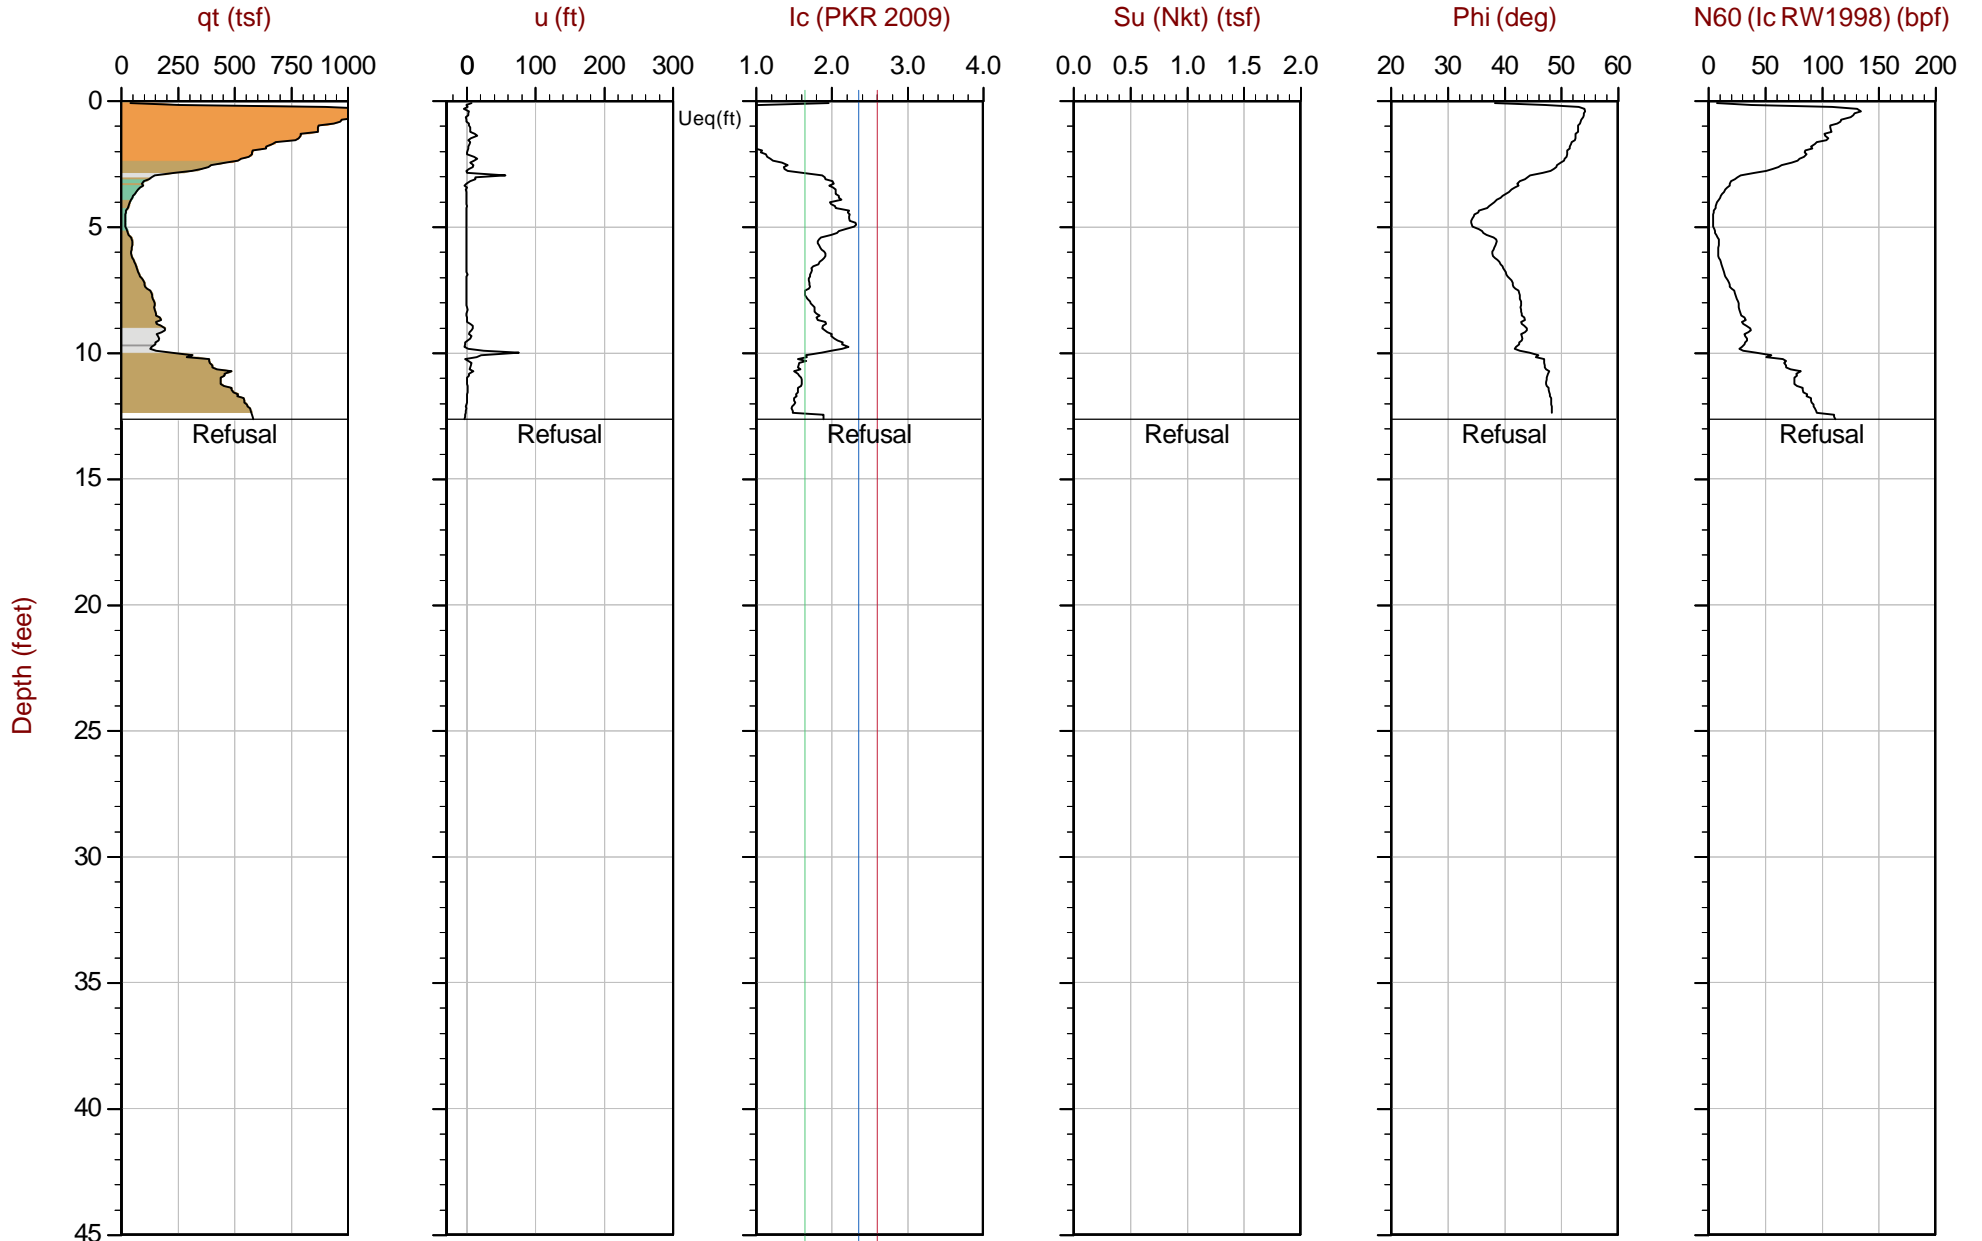 qt (tsf) u (ft) Ic (PKR 2009) Su (Nkt) (tsf) Phi (deg) N60 (Ic RW1998) (bpf)
0 250 500 750 1000 0 100 200 300 1.0 2.0 3.0 4.0 0.0 0.5 1.0 1.5 2.0 20 30 40 50 60 0 50 100 150 200
0
Ueq(ft)
5
10
Refusal Refusal Refusal Refusal Refusal Refusal
15
20
Depth (feet)
25
30
35
40
45